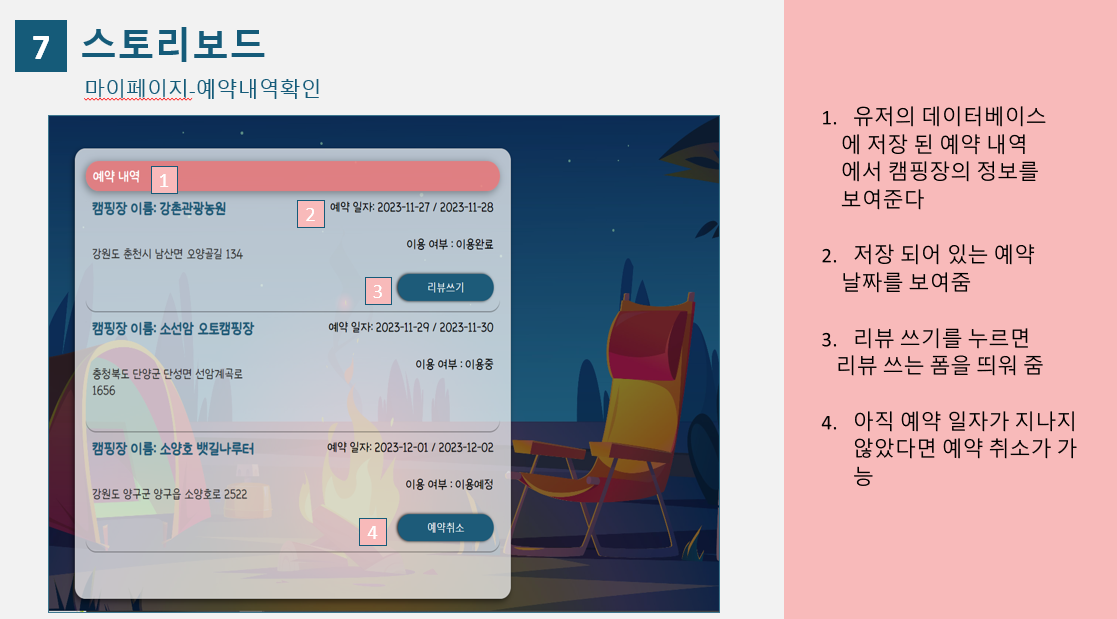 7 스토리보드
마이페이지-예약내역확인
예약 내역 1
캠핑장 이름: 강촌관광농원
2 예약 일자: 2023-11-27 / 2023-11-28
이용 여부 : 이용완료
강원도 춘천시 남산면 오양골길 134
3 리뷰쓰기
캠핑장 이름: 소선암 오토캠핑장
예약 일자: 2023-11-29 / 2023-11-30
이용 여부 : 이용중
충청북도 단양군 단성면 선암계곡로
1656
캠핑장 이름: 소양호 뱃길나루터
예약 일자: 2023-12-01 / 2023-12-02
이용 여부 : 이용예정
강원도 양구군 양구읍 소양호로 2522
4 예약취소
1. 유저의 데이터베이스
에 저장 된 예약 내역
에서 캠핑장의 정보를
보여준다
2. 저장 되어 있는 예약
날짜를 보여줌
3. 리뷰 쓰기를 누르면
리뷰 쓰는 폼을 띄워 줌
4. 아직 예약 일자가 지나지
않았다면 예약 취소가 가
능